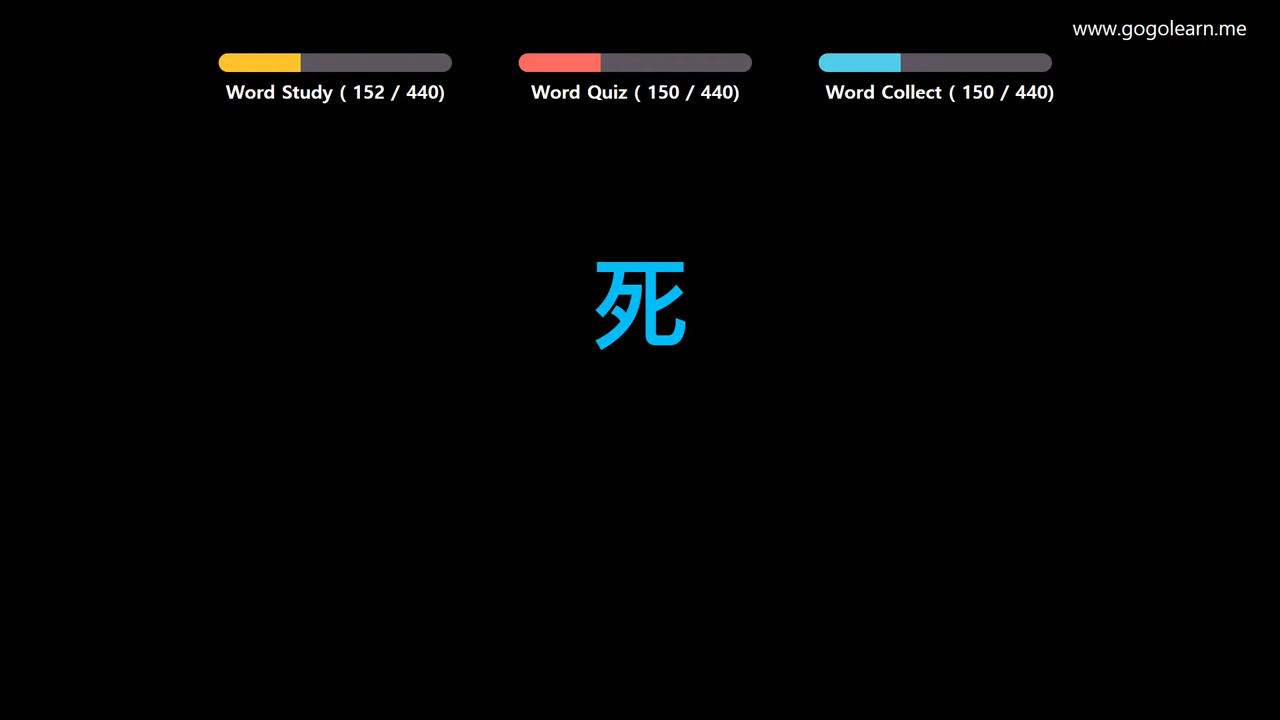 www.gogolearn.me
Word Study ( 152 / 440) Word Quiz ( 150 / 440) Word Collect ( 150 / 440)
死